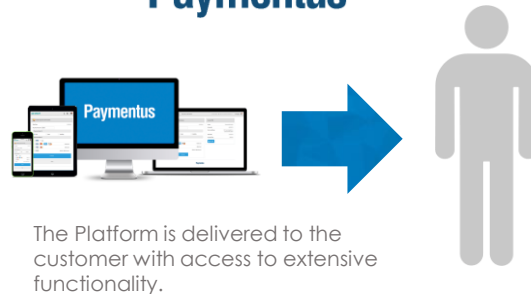 Paymentus
Paymentus
The Platform is delivered to the
customer with access to extensive
functionality.